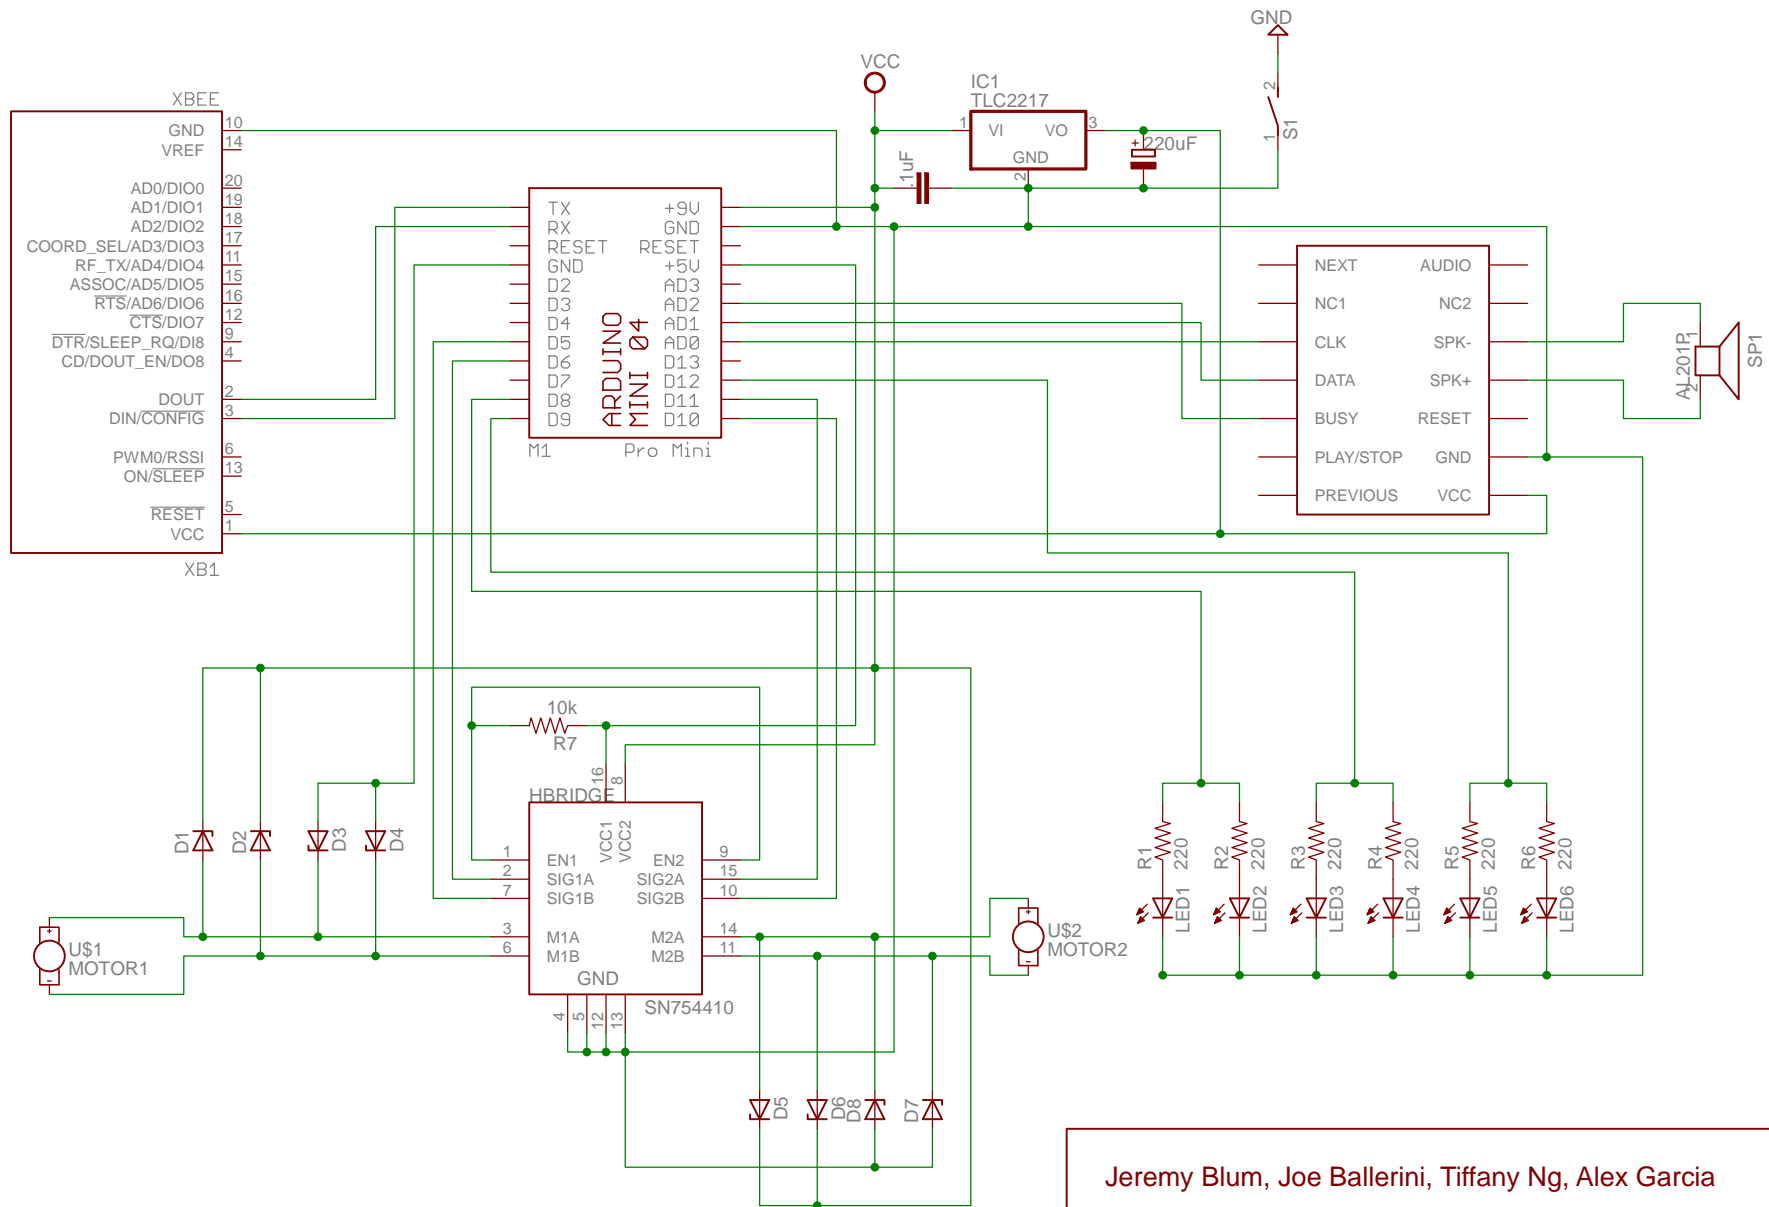 GND
VCC
IC1
TLC2217
1 VI VO 3
GND
2
+
220uF
.1uF
2
1
S1
XBEE
GND 10
VREF 14
AD0/DIO0 20
AD1/DIO1 19
AD2/DIO2 18
COORD_SEL/AD3/DIO3 17
RF_TX/AD4/DIO4 11
ASSOC/AD5/DIO5 15
RTS/AD6/DIO6 16
CTS/DIO7 12
DTR/SLEEP_RQ/DI8 9
CD/DOUT_EN/DO8 4
DOUT 2
DIN/CONFIG 3
PWM0/RSSI 6
ON/SLEEP 13
RESET 5
VCC 1
XB1
TX +9V
RX GND
RESET RESET
GND +5V
D2 AD3
D3 AD2
D4 AD1
D5 AD0
D6 D13
D7 D12
D8 D11
D9 D10
ARDUINO
MINI 04
M1 Pro Mini
NEXT AUDIO
NC1 NC2
CLK SPK-
DATA SPK+
BUSY RESET
PLAY/STOP GND
PREVIOUS VCC
AL201P
1
2
SP1
10k
R7
16
8
HBRIDGE
VCC1
VCC2
1 EN1 EN2 9
2 SIG1A SIG2A 15
7 SIG1B SIG2B 10
3 M1A M2A 14
6 M1B M2B 11
GND
SN754410
4
5
12
13
D1
D2
D3
D4
+
-
U$1
MOTOR1
+
-
U$2
MOTOR2
D5
D6
D8
D7
R1
220
R2
220
R3
220
R4
220
R5
220
R6
220
LED1
LED2
LED3
LED4
LED5
LED6
Jeremy Blum, Joe Ballerini, Tiffany Ng, Alex Garcia